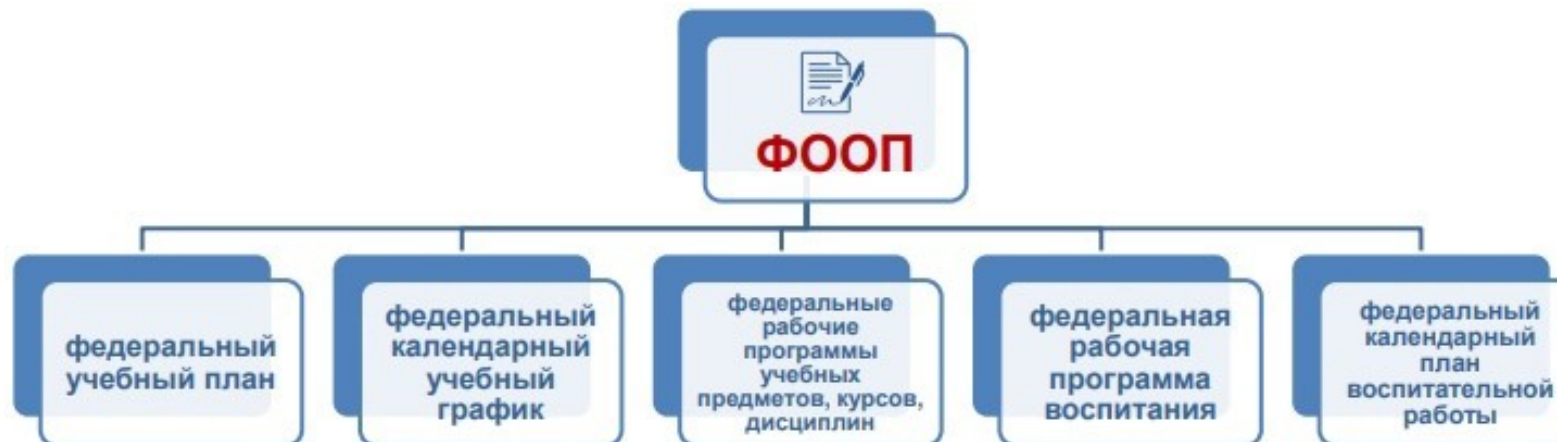 ФООП
федеральный
учебный план
федеральный
календарный
учебный
график
федеральные
рабочие
программы
учебных
предметов, курсов,
дисциплин
федеральная
рабочая
программа
воспитания
федеральный
календарный
план
воспитательной
работы